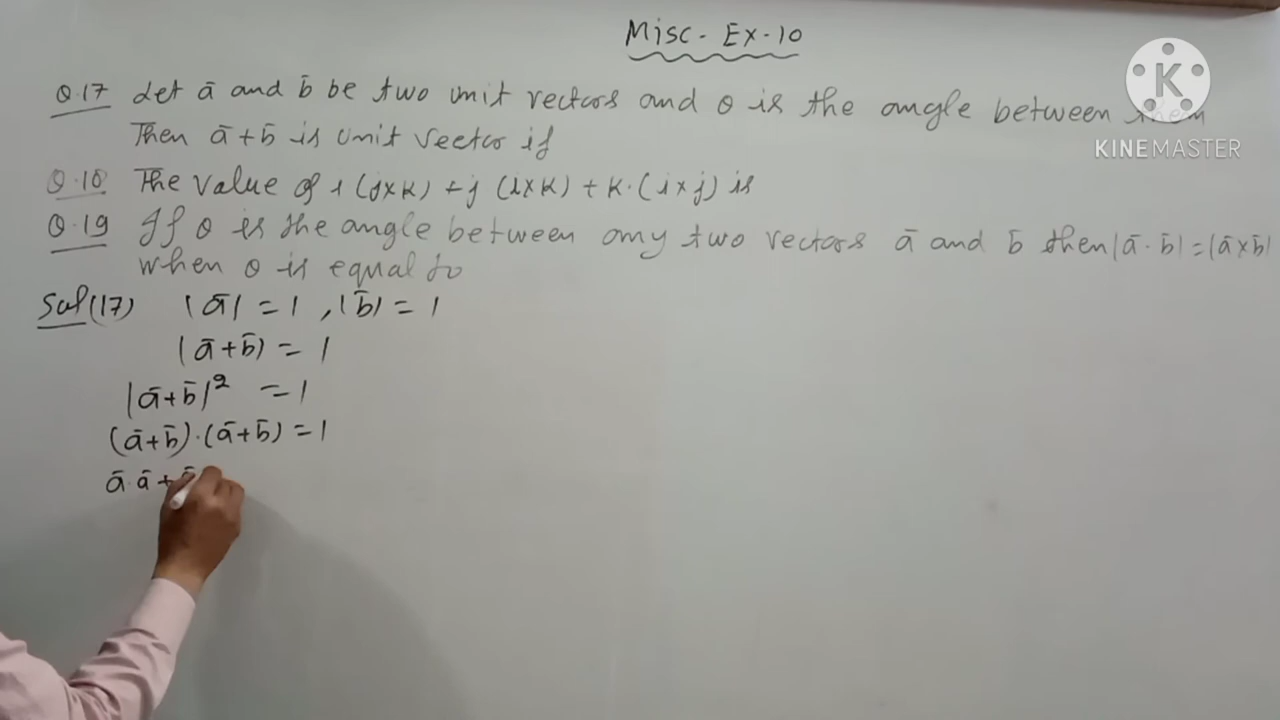 Misc. Ex.10
Q.17 Let ā and b̄ be two unit vectors and θ is the angle between them
Then ā+b̄ is unit vector if
Q.18 The value of i (j×k) + j (i×k) + k·(i×j) is
Q.19 If θ is the angle between any two vectors ā and b̄ then |ā·b̄|=|ā×b̄|
when θ is equal to
Sol(17) |ā| = 1 , |b̄| = 1
|ā+b̄| = 1
|ā+b̄|² = 1
(ā+b̄)·(ā+b̄) = 1
ā·ā +
K
KINEMASTER